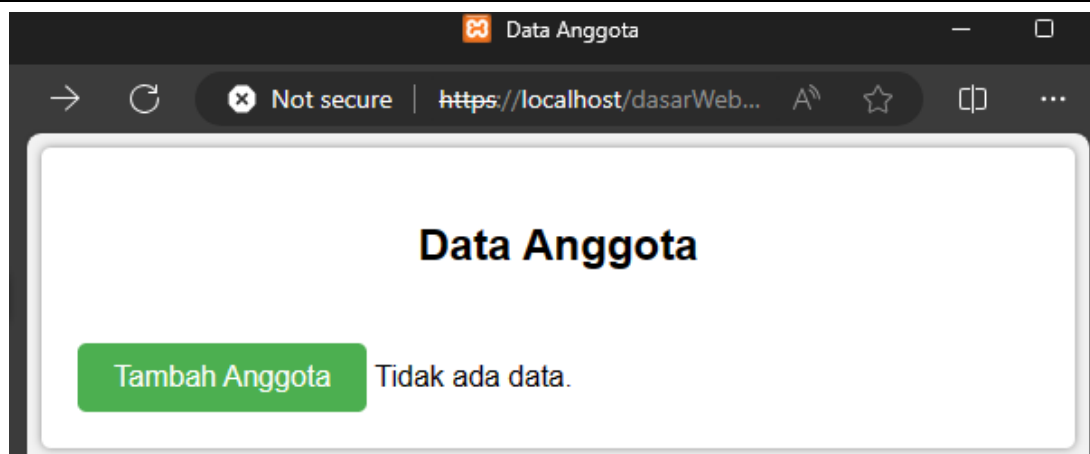 Data Anggota
Not secure https://localhost/dasarWeb... A
Data Anggota
Tambah Anggota Tidak ada data.